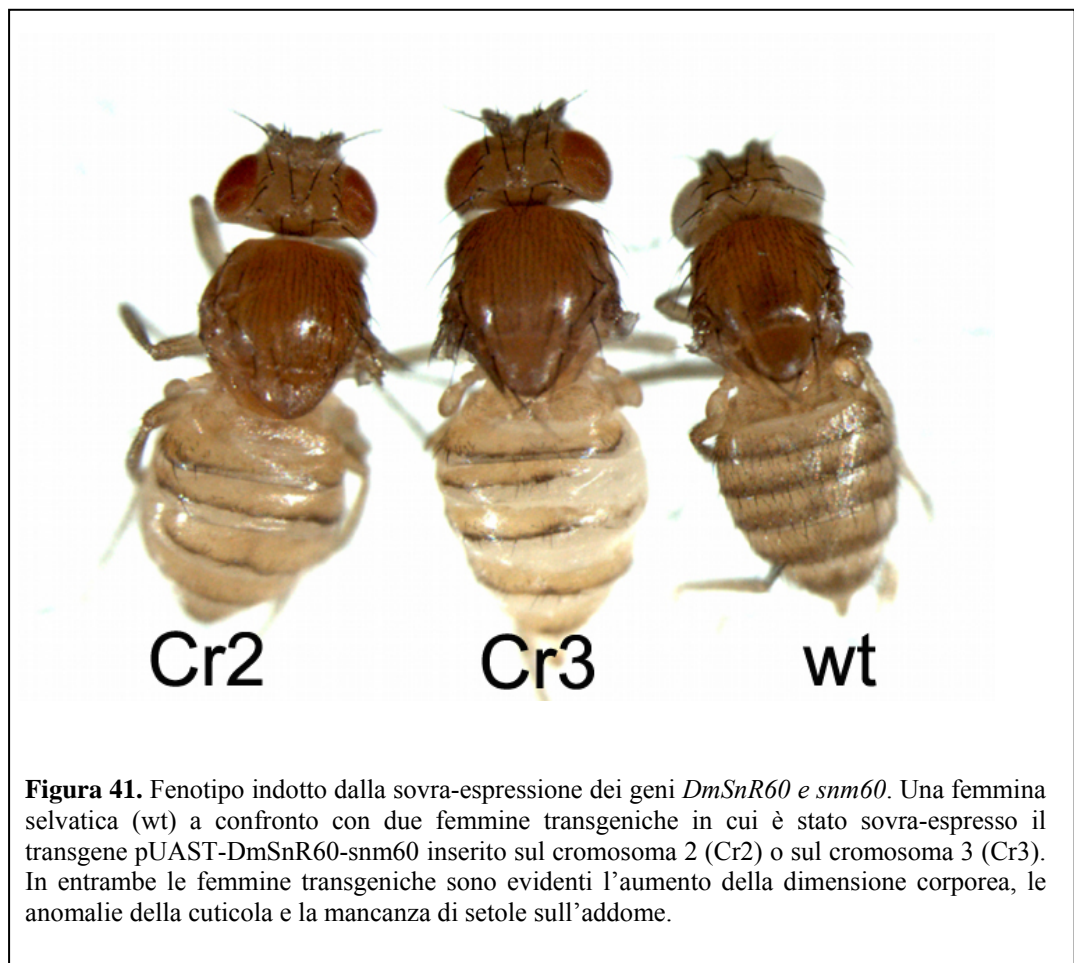 Cr2 Cr3 wt
Figura 41. Fenotipo indotto dalla sovra-espressione dei geni DmSnR60 e snm60. Una femmina
selvatica (wt) a confronto con due femmine transgeniche in cui è stato sovra-espresso il
transgene pUAST-DmSnR60-snm60 inserito sul cromosoma 2 (Cr2) o sul cromosoma 3 (Cr3).
In entrambe le femmine transgeniche sono evidenti l’aumento della dimensione corporea, le
anomalie della cuticola e la mancanza di setole sull’addome.